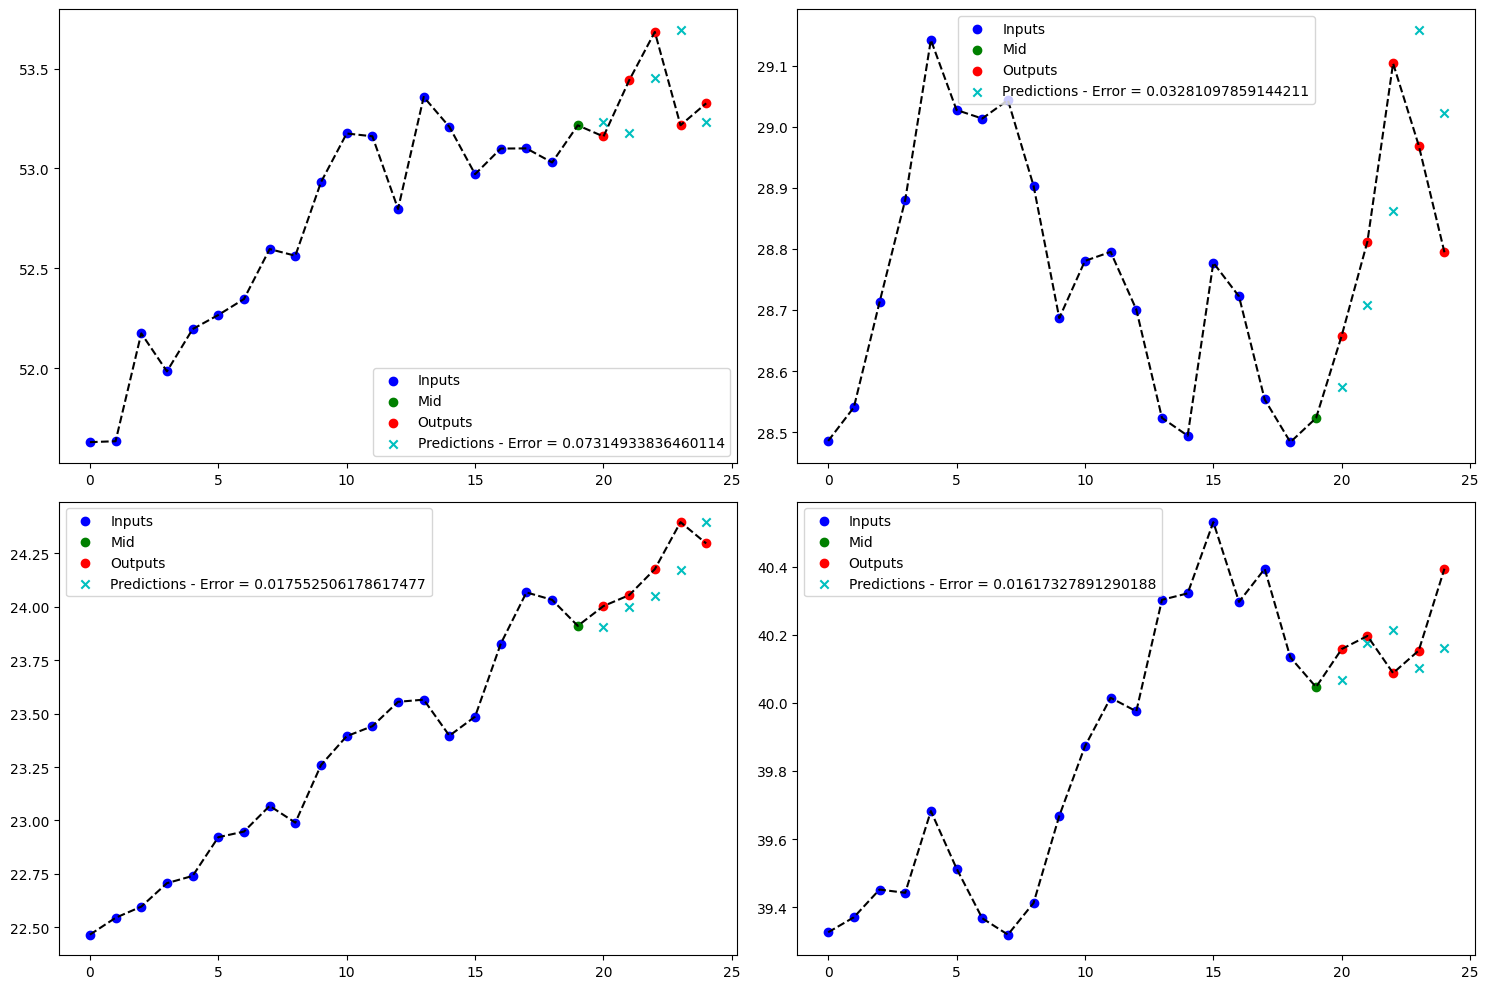 53.5
53.0
52.5
52.0
0 5 10 15 20 25
Inputs
Mid
Outputs
Predictions - Error = 0.07314933836460114
29.1
29.0
28.9
28.8
28.7
28.6
28.5
0 5 10 15 20 25
Inputs
Mid
Outputs
Predictions - Error = 0.03281097859144211
24.25
24.00
23.75
23.50
23.25
23.00
22.75
22.50
0 5 10 15 20 25
Inputs
Mid
Outputs
Predictions - Error = 0.017552506178617477
40.4
40.2
40.0
39.8
39.6
39.4
0 5 10 15 20 25
Inputs
Mid
Outputs
Predictions - Error = 0.01617327891290188